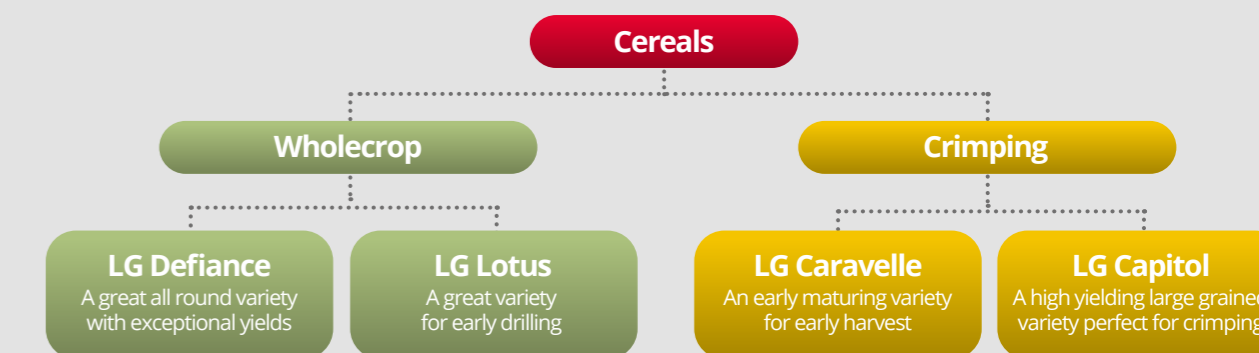 Cereals
Wholecrop
Crimping
LG Defiance
A great all round variety
with exceptional yields
LG Lotus
A great variety
for early drilling
LG Caravelle
An early maturing variety
for early harvest
LG Capitol
A high yielding large grained
variety perfect for crimping